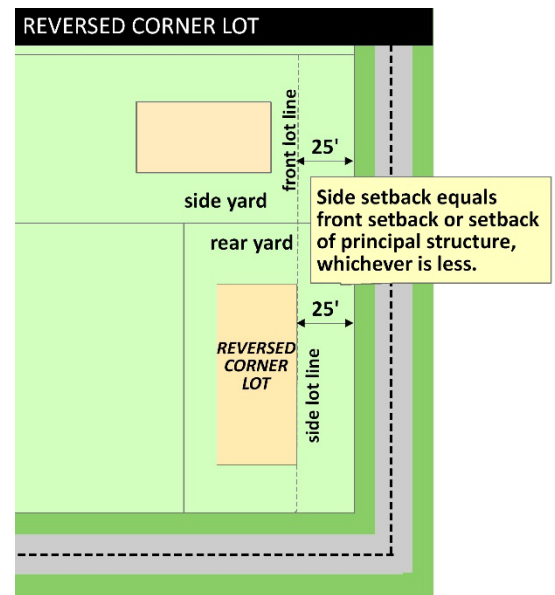 REVERSED CORNER LOT
front lot line
25'
side yard
Side setback equals
front setback or setback
of principal structure,
whichever is less.
rear yard
25'
REVERSED
CORNER
LOT
side lot line